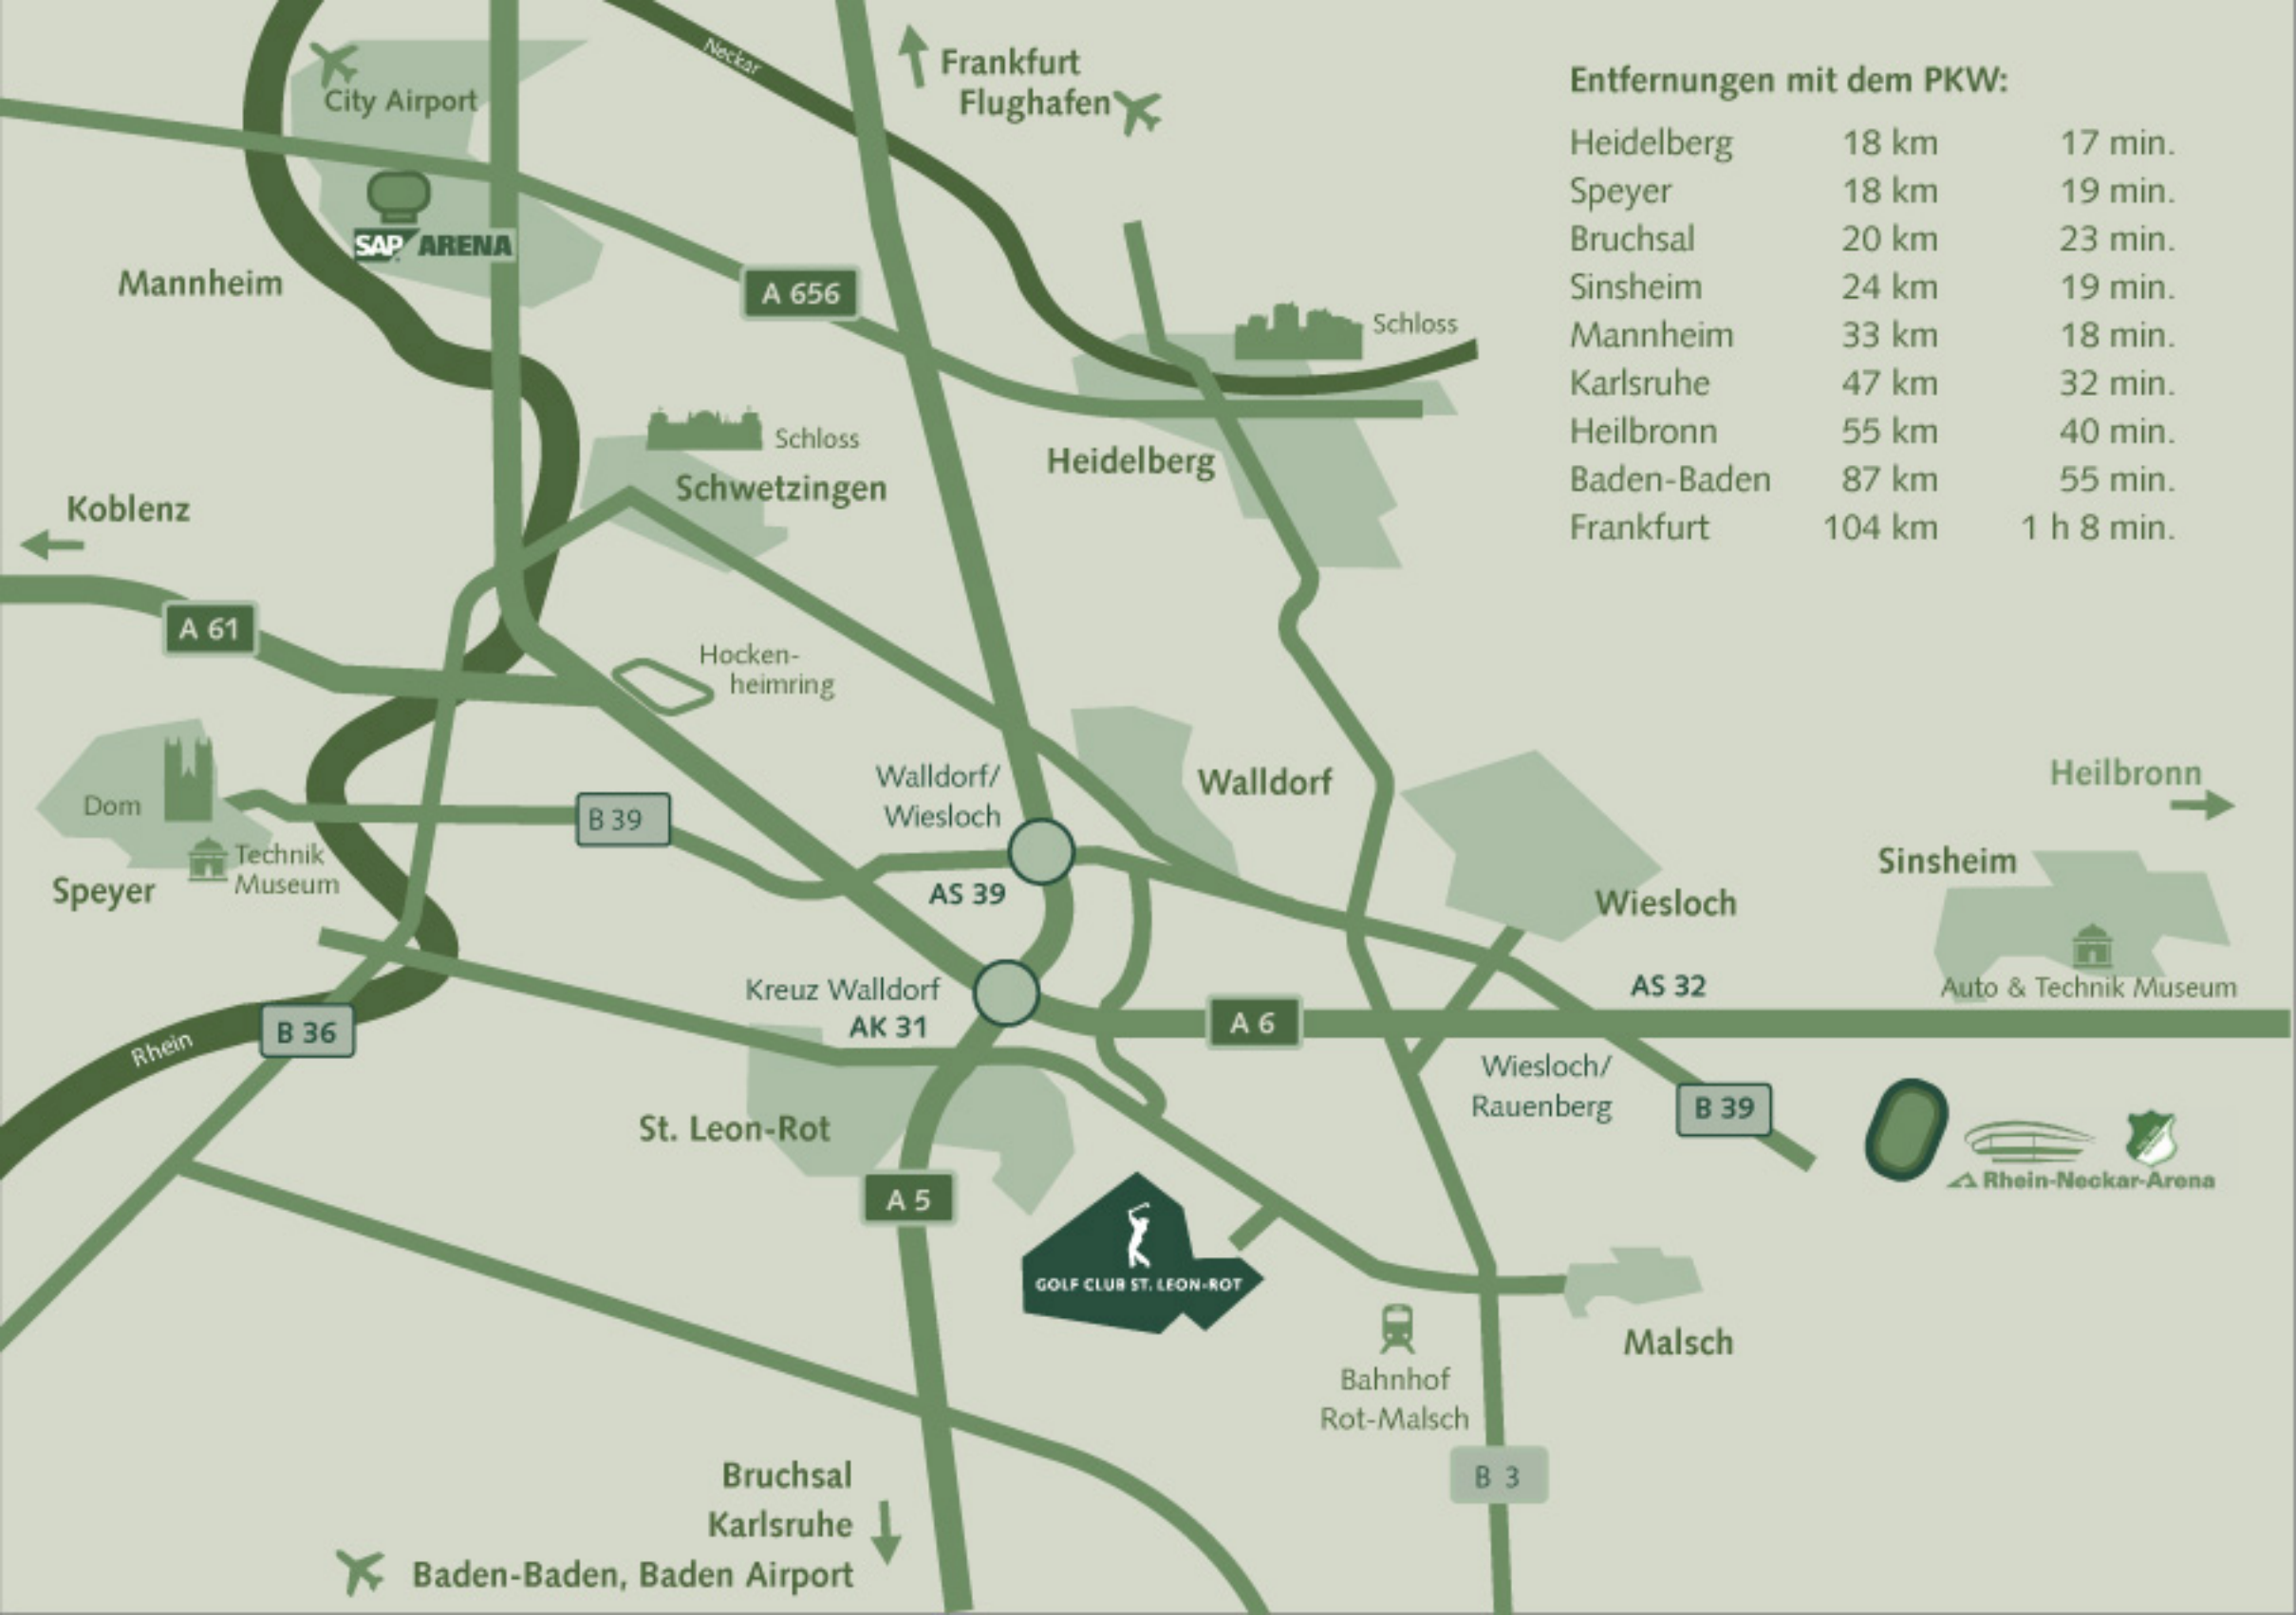 Neckar
Frankfurt
Flughafen
City Airport
SAP ARENA
Mannheim
A 656
Schloss
Heidelberg
Schloss
Schwetzingen
Koblenz
A 61
Hocken-
heimring
Entfernungen mit dem PKW:
Heidelberg 18 km 17 min.
Speyer 18 km 19 min.
Bruchsal 20 km 23 min.
Sinsheim 24 km 19 min.
Mannheim 33 km 18 min.
Karlsruhe 47 km 32 min.
Heilbronn 55 km 40 min.
Baden-Baden 87 km 55 min.
Frankfurt 104 km 1 h 8 min.
Dom
Technik
Museum
Speyer
B 39
Walldorf/
Wiesloch
AS 39
Walldorf
Wiesloch
Heilbronn
Sinsheim
Auto & Technik Museum
AS 32
Kreuz Walldorf
AK 31
A 6
Rhein
B 36
Wiesloch/
Rauenberg
B 39
Rhein-Neckar-Arena
St. Leon-Rot
A 5
GOLF CLUB ST. LEON-ROT
Malsch
Bahnhof
Rot-Malsch
B 3
Bruchsal
Karlsruhe
Baden-Baden, Baden Airport